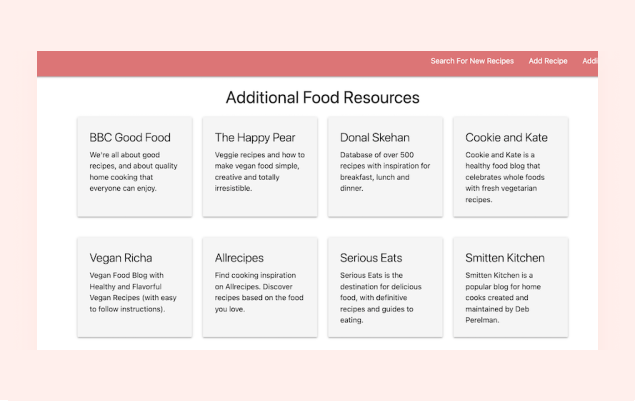 Search For New Recipes Add Recipe Addi
Additional Food Resources
BBC Good Food
We're all about good
recipes, and about quality
home cooking that
everyone can enjoy.
The Happy Pear
Veggie recipes and how to
make vegan food simple,
creative and totally
irresistible.
Donal Skehan
Database of over 500
recipes with inspiration for
breakfast, lunch and
dinner.
Cookie and Kate
Cookie and Kate is a
healthy food blog that
celebrates whole foods
with fresh vegetarian
recipes.
Vegan Richa
Vegan Food Blog with
Healthy and Flavorful
Vegan Recipes (with easy
to follow instructions).
Allrecipes
Find cooking inspiration
on Allrecipes. Discover
recipes based on the food
you love.
Serious Eats
Serious Eats is the
destination for delicious
food, with definitive
recipes and guides to
eating.
Smitten Kitchen
Smitten Kitchen is a
popular blog for home
cooks created and
maintained by Deb
Perelman.